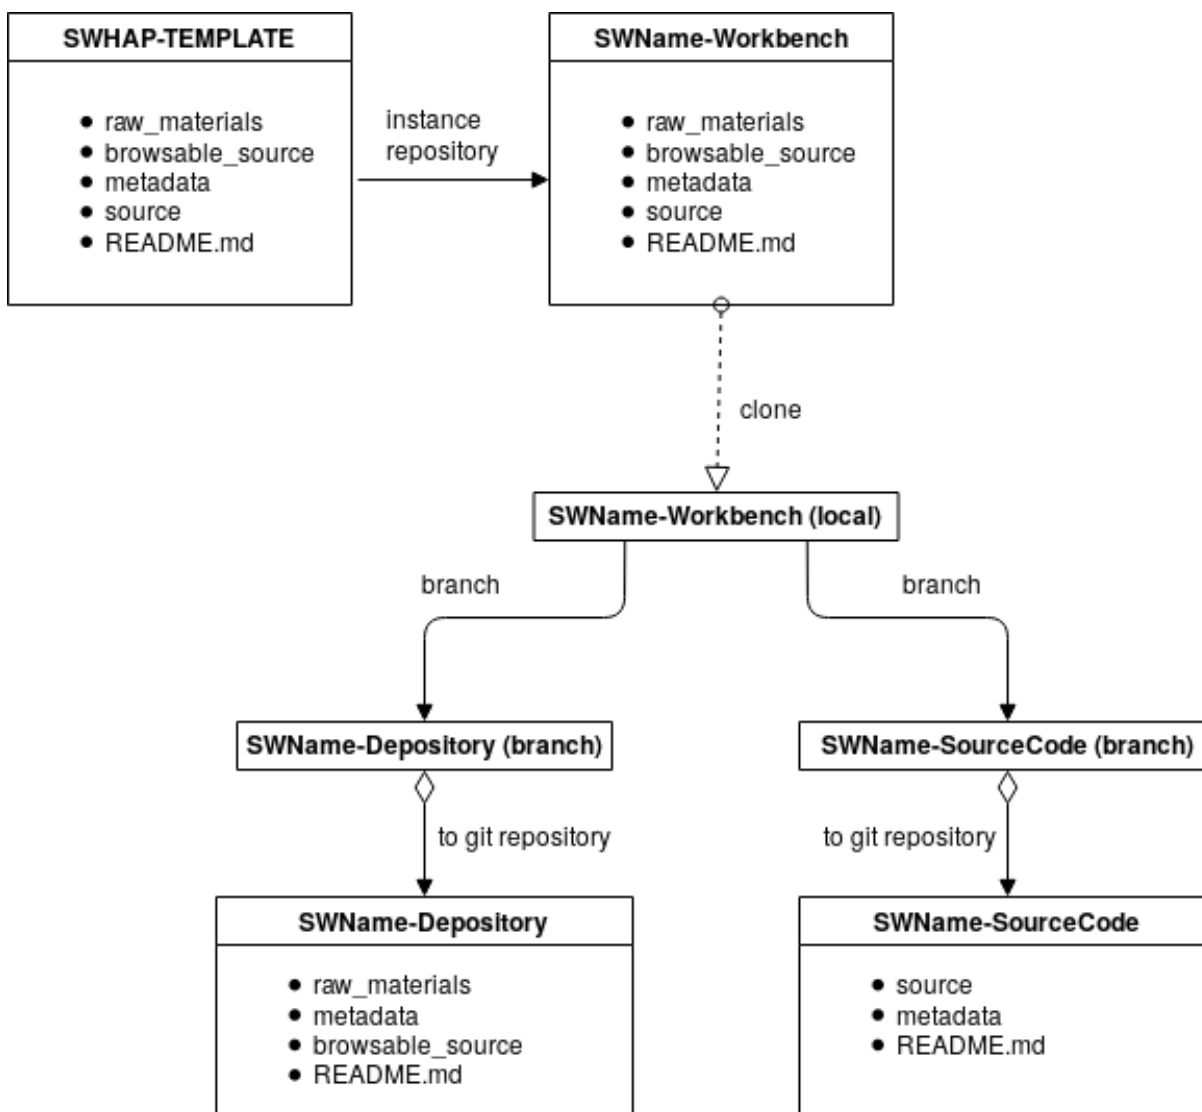 SWHAP-TEMPLATE
• raw_materials
• browsable_source
• metadata
• source
• README.md
instance
repository
SWName-Workbench
• raw_materials
• browsable_source
• metadata
• source
• README.md
clone
SWName-Workbench (local)
branch
branch
SWName-Depository (branch)
SWName-SourceCode (branch)
to git repository
to git repository
SWName-Depository
• raw_materials
• metadata
• browsable_source
• README.md
SWName-SourceCode
• source
• metadata
• README.md